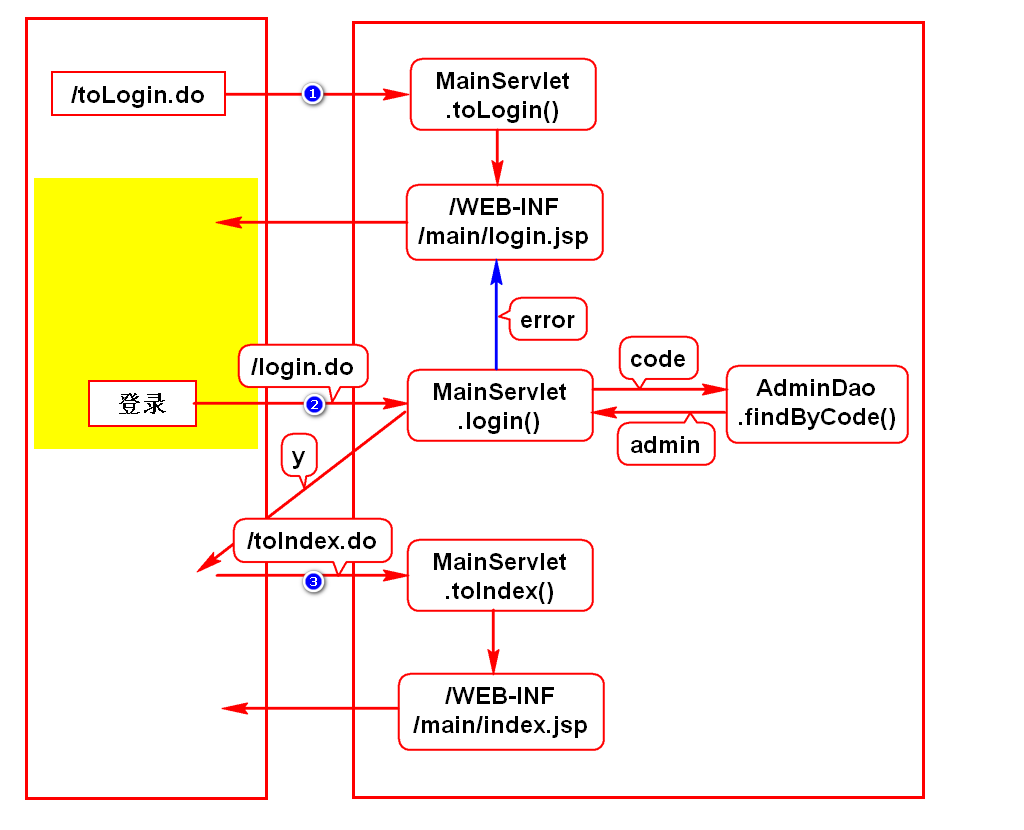 /toLogin.do
1
MainServlet
.toLogin()
/WEB-INF
/main/login.jsp
error
/login.do
登录
2
MainServlet
.login()
code
AdminDao
.findByCode()
admin
y
/toIndex.do
3
MainServlet
.toIndex()
/WEB-INF
/main/index.jsp